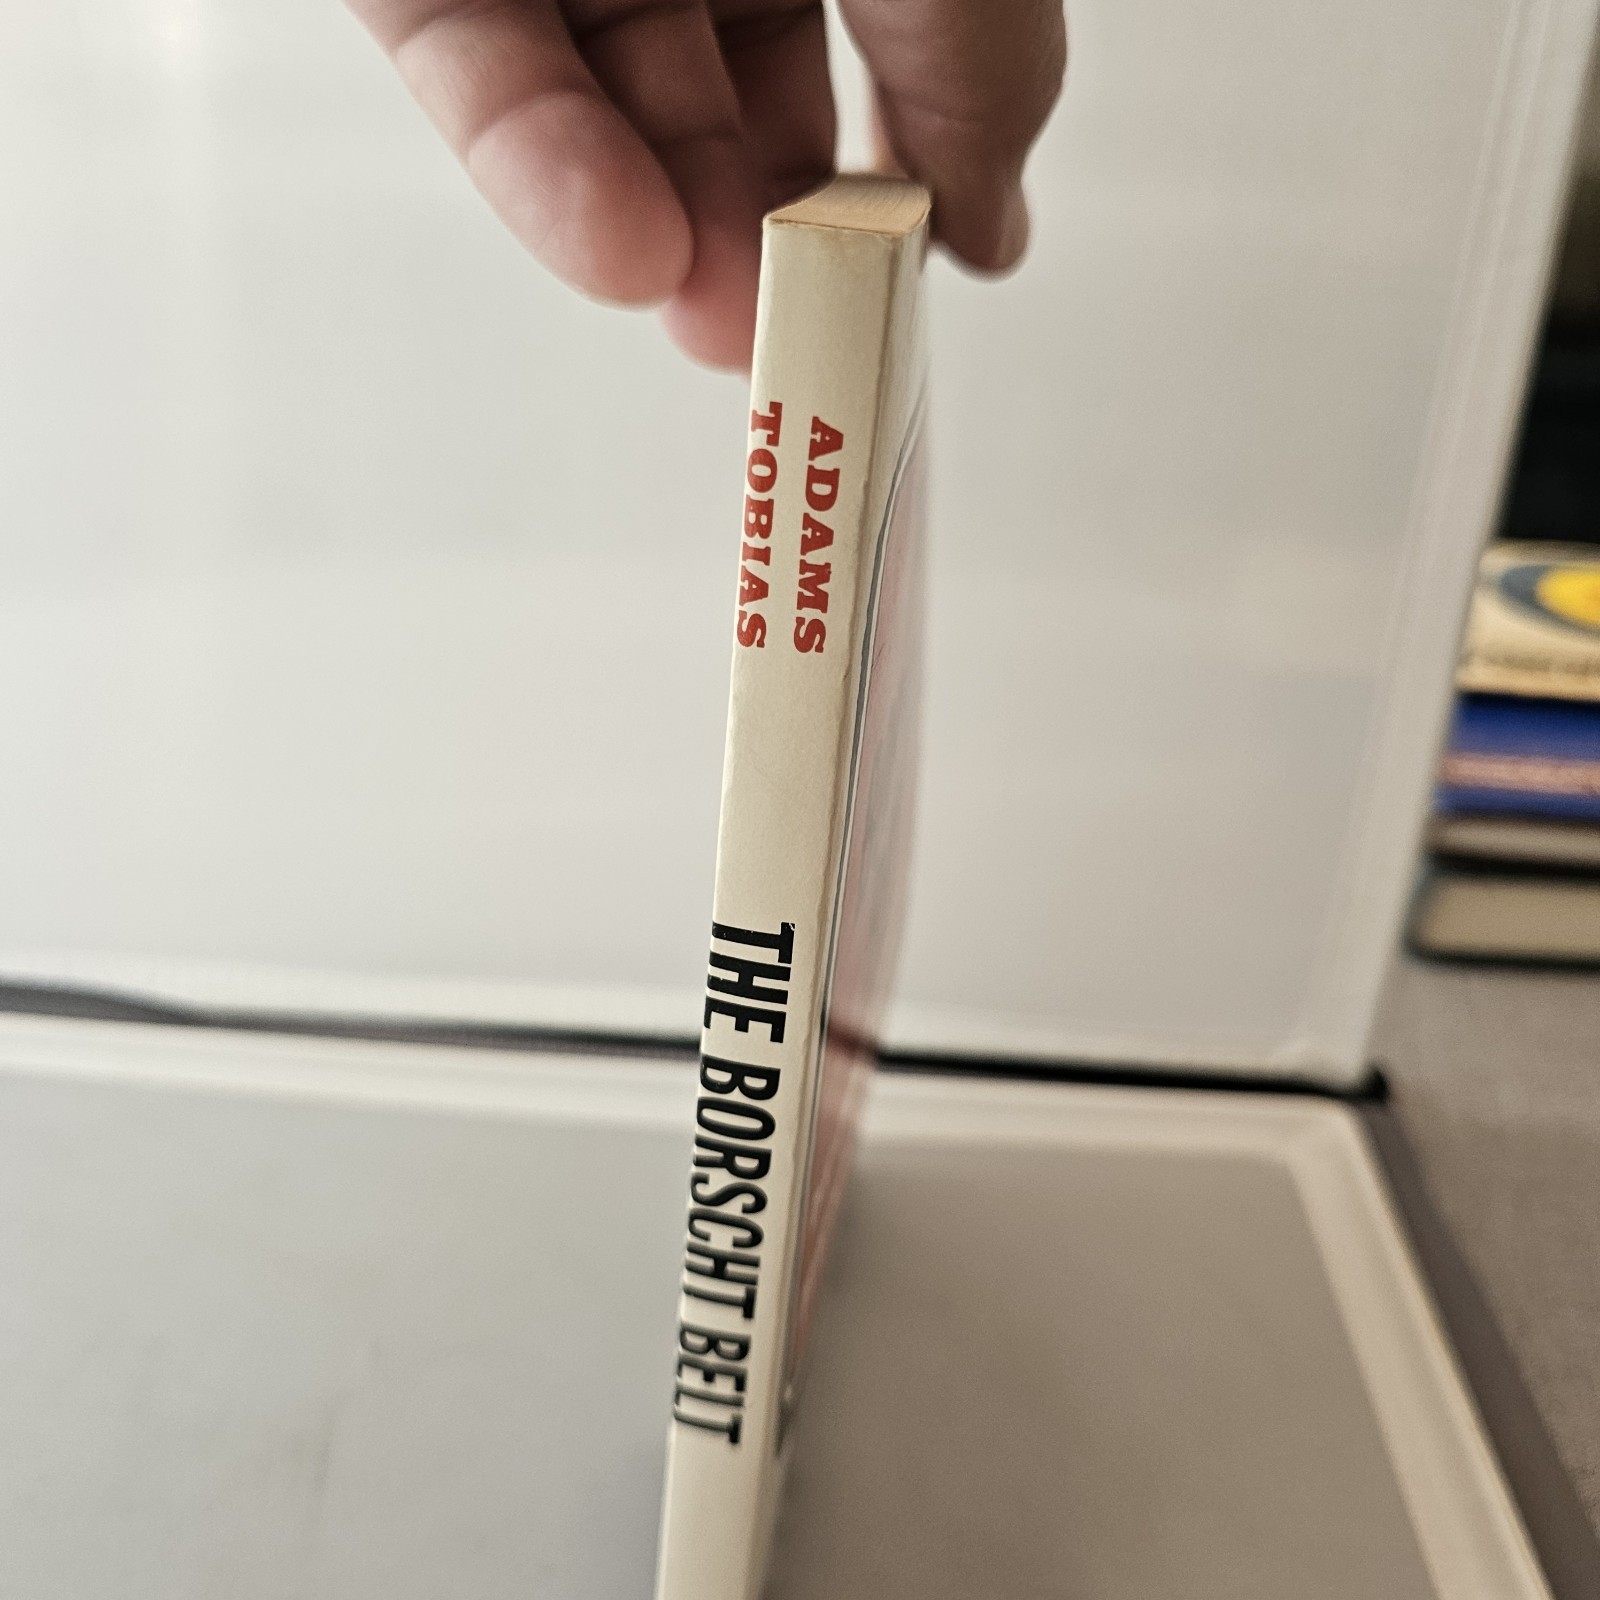 ADAMS
TOBIAS
THE BORSCHT BELT